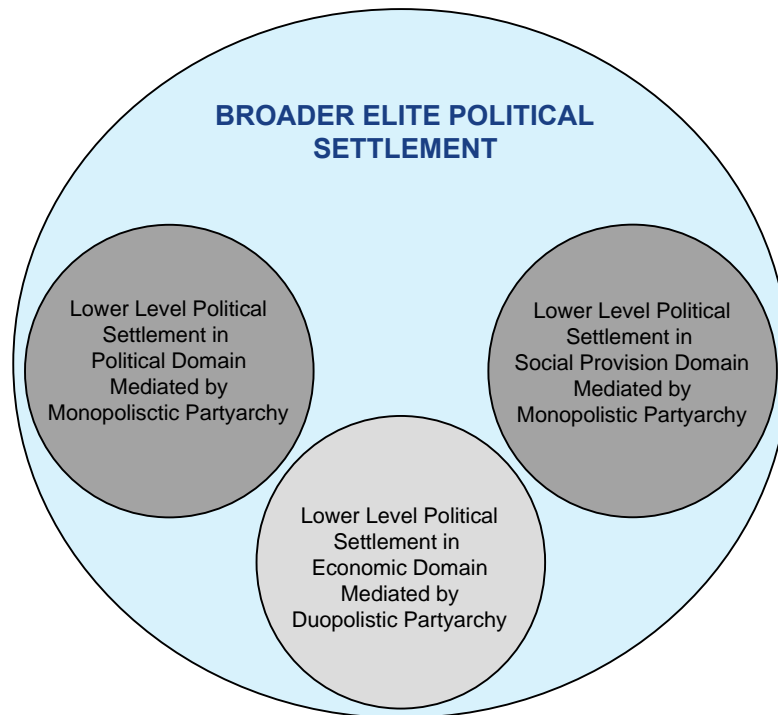 BROADER ELITE POLITICAL
SETTLEMENT
Lower Level Political
Settlement in
Political Domain
Mediated by
Monopolisctic Partyarchy
Lower Level Political
Settlement in
Social Provision Domain
Mediated by
Monopolistic Partyarchy
Lower Level Political
Settlement in
Economic Domain
Mediated by
Duopolistic Partyarchy